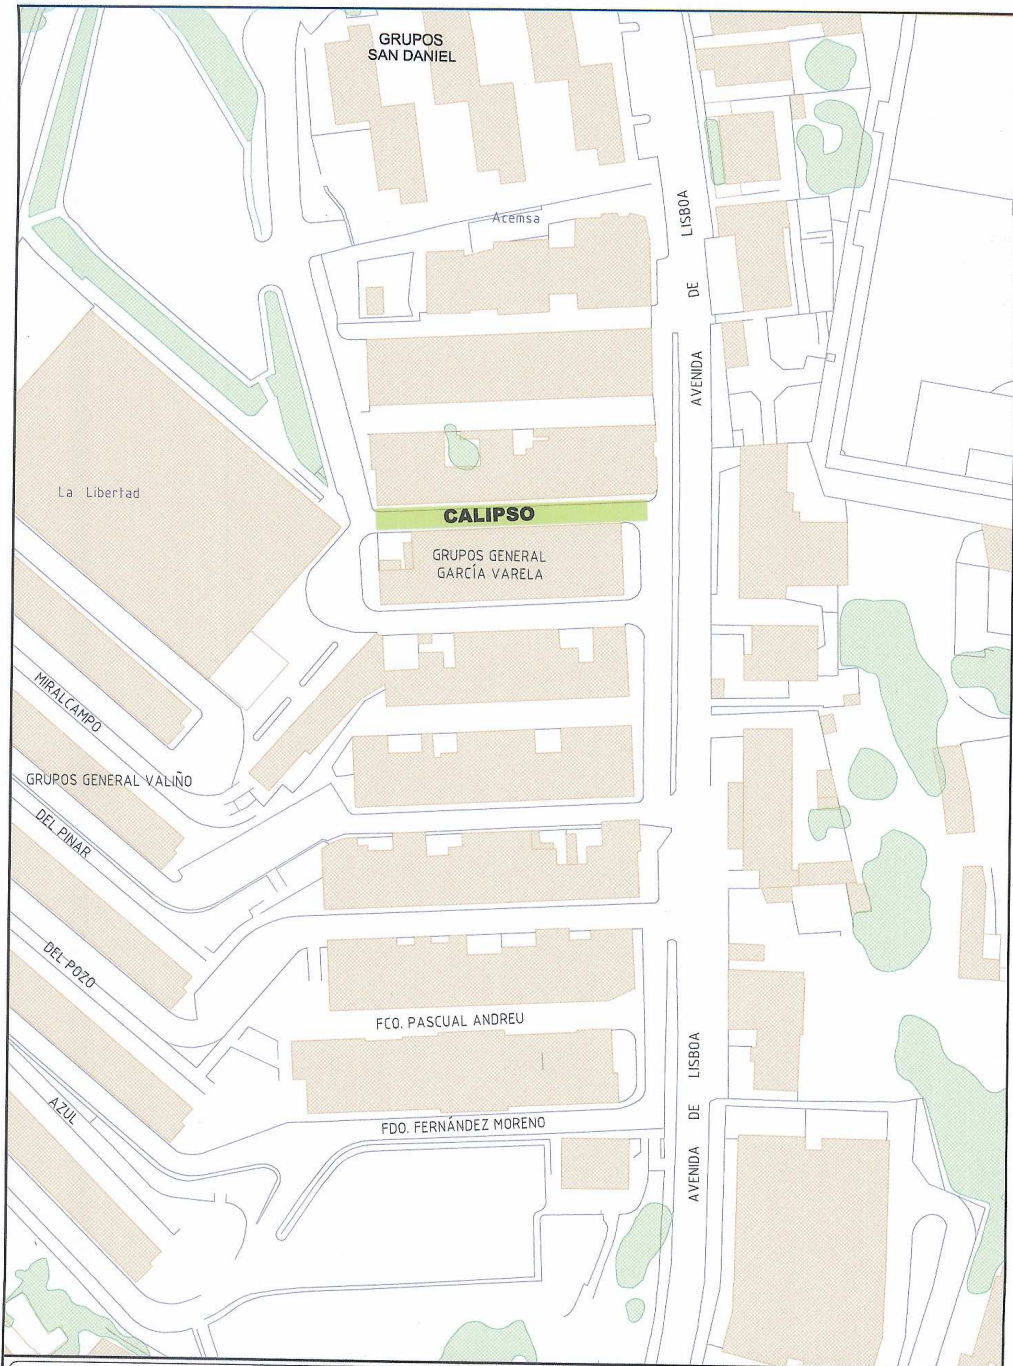 GRUPOS
SAN DANIEL
Acemsa
AVENIDA DE LISBOA
La Libertad
CALIPSO
GRUPOS GENERAL
GARCÍA VARELA
MIRALCAMPO
GRUPOS GENERAL VALIÑO
DEL PINAR
DEL POZO
FCO. PASCUAL ANDREU
AZUL
FDO. FERNÁNDEZ MORENO
AVENIDA DE LISBOA